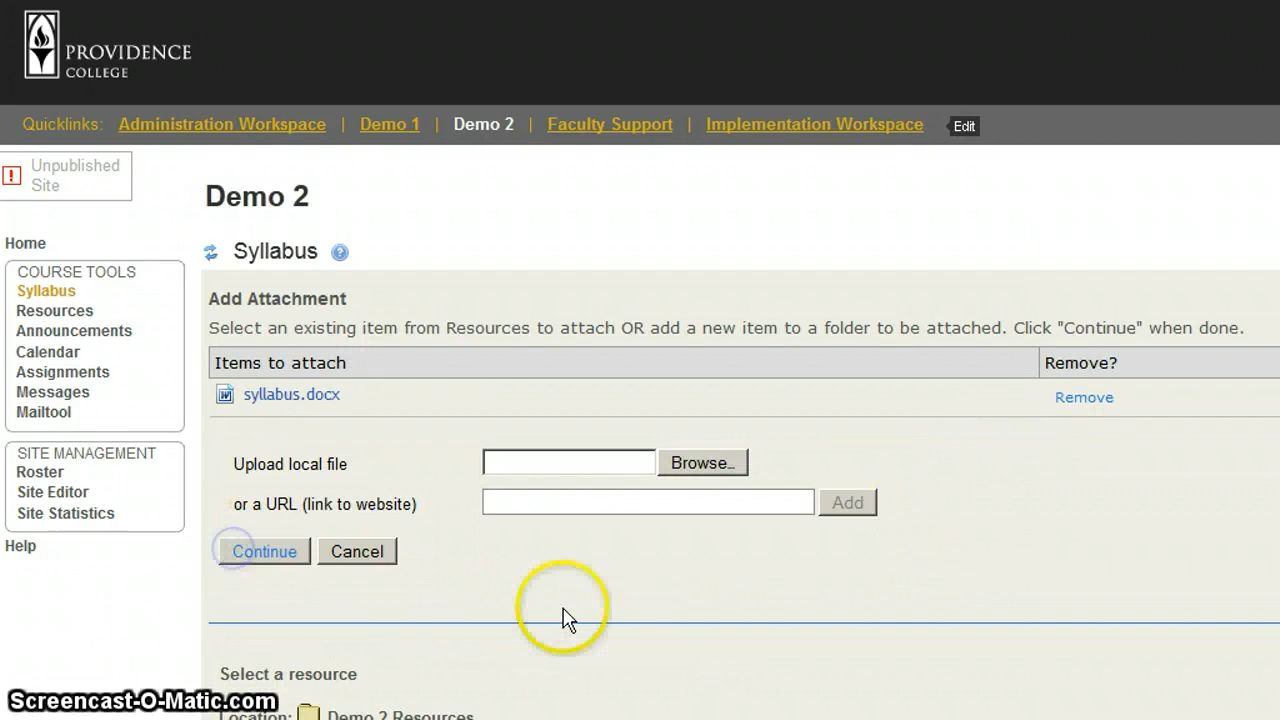 PROVIDENCE
COLLEGE
Quicklinks: Administration Workspace | Demo 1 | Demo 2 | Faculty Support | Implementation Workspace Edit
! Unpublished
Site
Demo 2
Syllabus ?
Home
COURSE TOOLS
Syllabus
Resources
Announcements
Calendar
Assignments
Messages
Mailtool
SITE MANAGEMENT
Roster
Site Editor
Site Statistics
Help
Add Attachment
Select an existing item from Resources to attach OR add a new item to a folder to be attached. Click "Continue" when done.
Items to attach Remove?
W syllabus.docx Remove
Upload local file Browse...
or a URL (link to website) Add
Continue Cancel
Select a resource
Location: Demo 2 Resources
Screencast-O-Matic.com